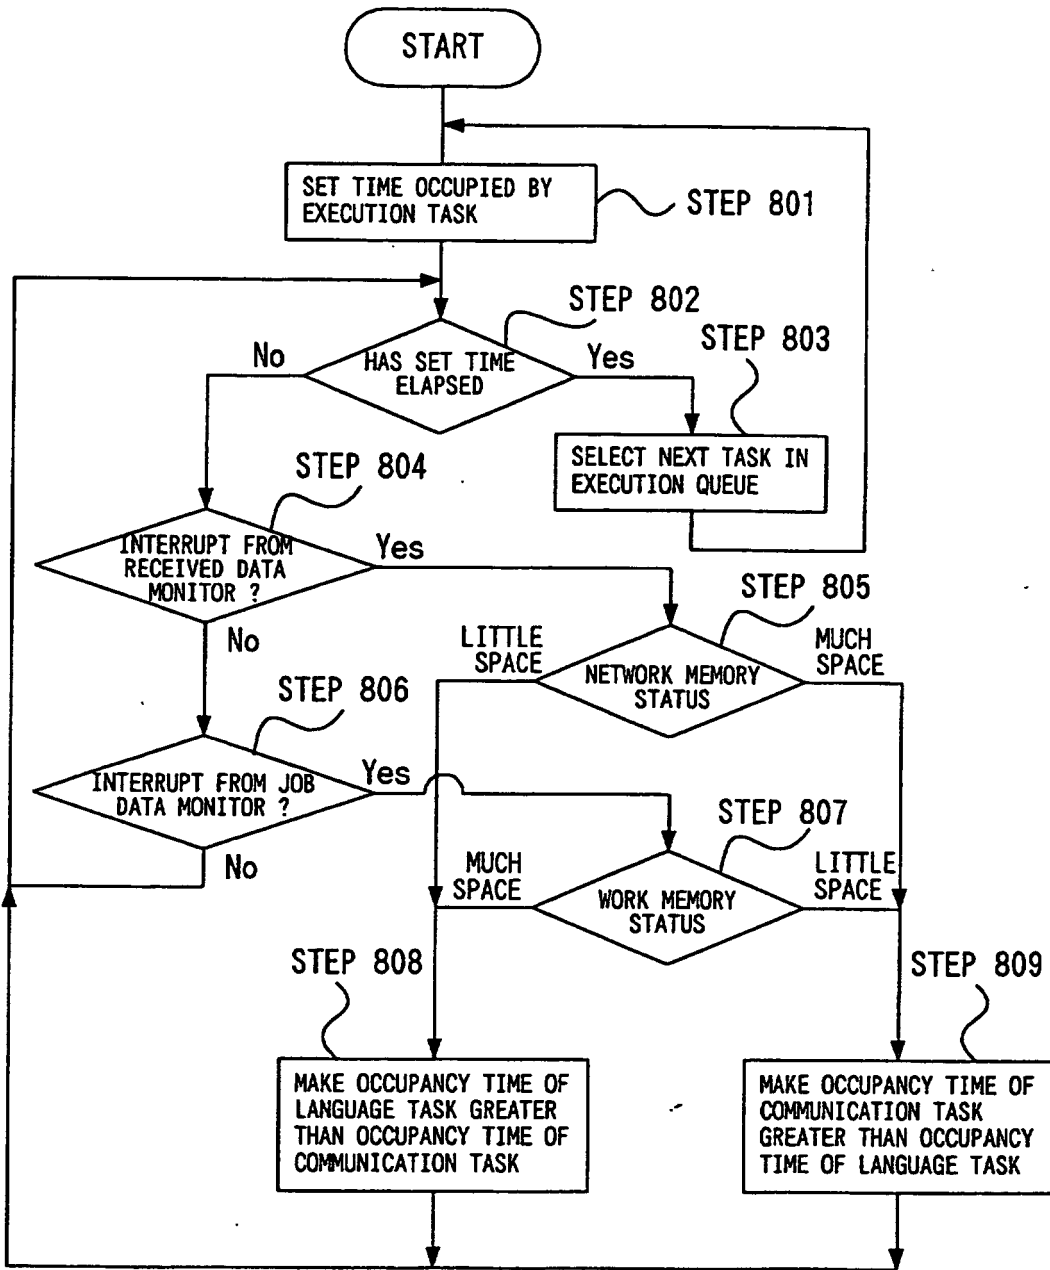 START
SET TIME OCCUPIED BY
EXECUTION TASK
STEP 801
STEP 802
HAS SET TIME
ELAPSED
No
Yes
STEP 803
SELECT NEXT TASK IN
EXECUTION QUEUE
STEP 804
INTERRUPT FROM
RECEIVED DATA
MONITOR ?
Yes
No
STEP 805
LITTLE
SPACE
NETWORK MEMORY
STATUS
MUCH
SPACE
STEP 806
INTERRUPT FROM JOB
DATA MONITOR ?
Yes
No
STEP 807
MUCH
SPACE
WORK MEMORY
STATUS
LITTLE
SPACE
STEP 808
MAKE OCCUPANCY TIME OF
LANGUAGE TASK GREATER
THAN OCCUPANCY TIME OF
COMMUNICATION TASK
STEP 809
MAKE OCCUPANCY TIME OF
COMMUNICATION TASK
GREATER THAN OCCUPANCY
TIME OF LANGUAGE TASK